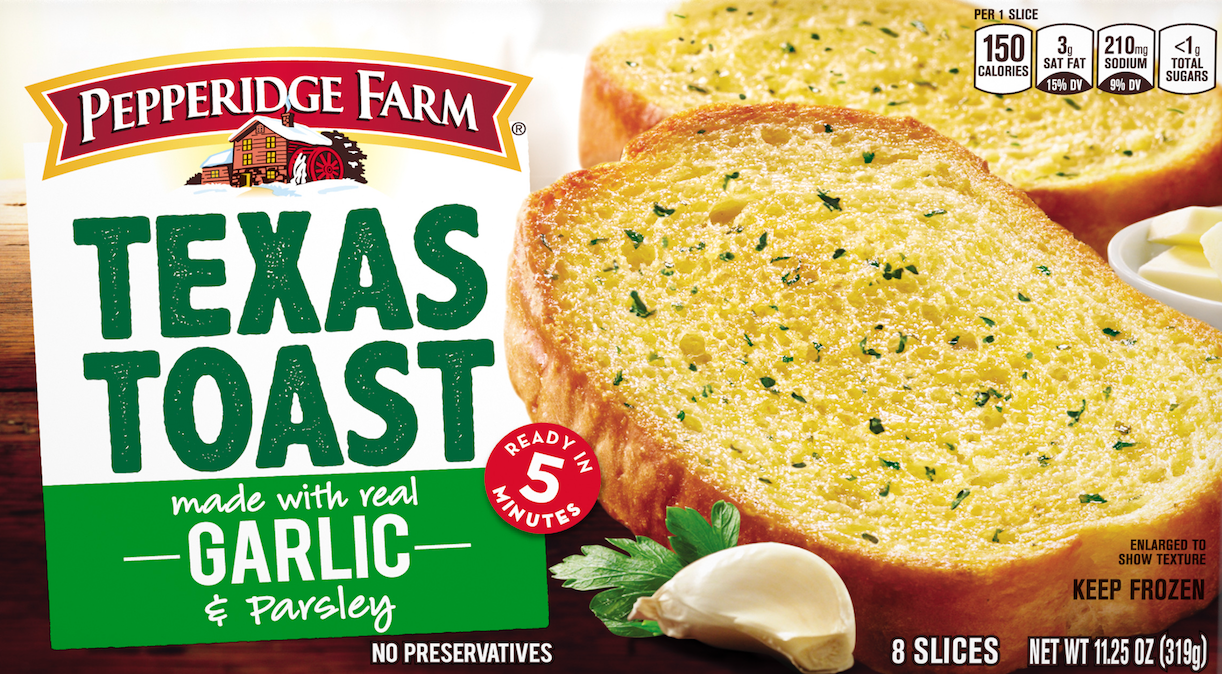 PEPPERIDGE FARM®
TEXAS
TOAST
made with real
GARLIC
& Parsley
READY IN
5
MINUTES
NO PRESERVATIVES
PER 1 SLICE
150
CALORIES
3g
SAT FAT
15% DV
210mg
SODIUM
9% DV
<1g
TOTAL
SUGARS
ENLARGED TO
SHOW TEXTURE
KEEP FROZEN
8 SLICES
NET WT 11.25 OZ (319g)